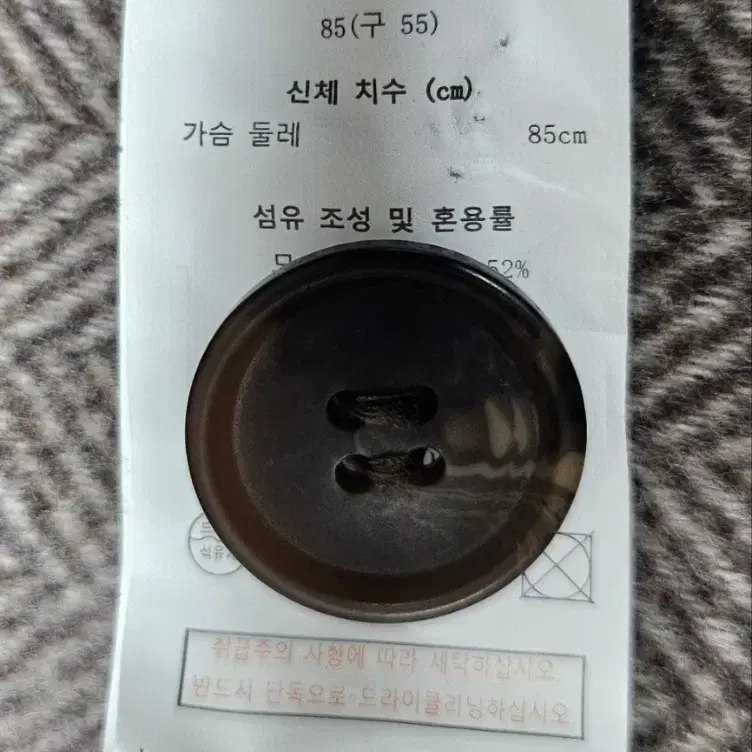 85(구 55)
신체 치수 (cm)
가슴 둘레 85cm
섬유 조성 및 혼용률
52%
취급주의 사항에 따라 세탁하십시오
반드시 단독으로 드라이클리닝하십시오